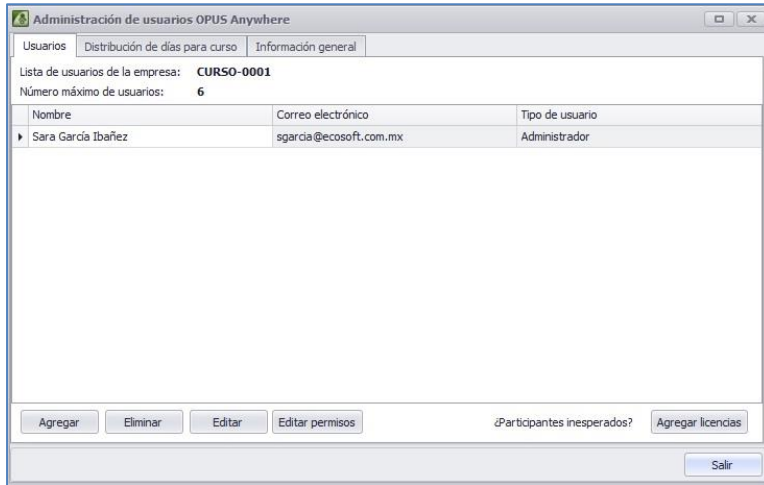 Administración de usuarios OPUS Anywhere
Usuarios Distribución de días para curso Información general
Lista de usuarios de la empresa: CURSO-0001
Número máximo de usuarios: 6
Nombre Correo electrónico Tipo de usuario
Sara García Ibañez sgarcia@ecosoft.com.mx Administrador
Agregar Eliminar Editar Editar permisos ¿Participantes inesperados? Agregar licencias
Salir